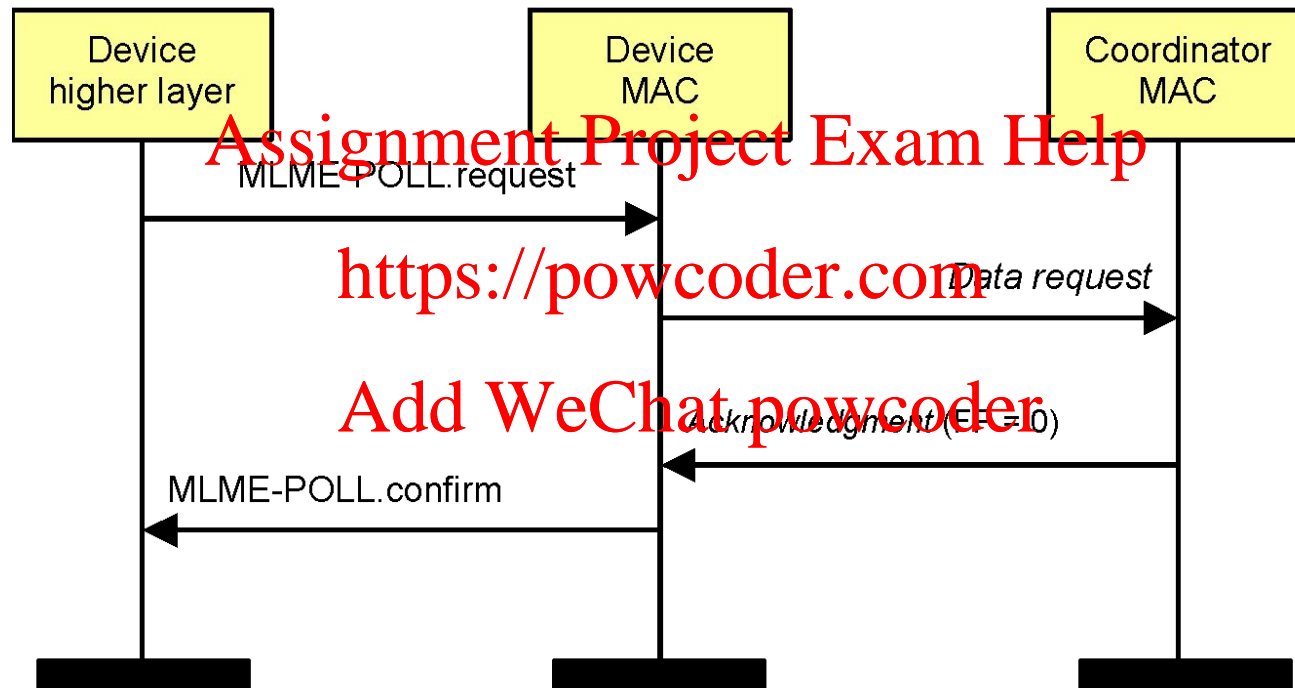 Device
higher layer
Device
MAC
Coordinator
MAC
Assignment Project Exam Help
MLME-POLL.request
https://powcoder.com
Data request
Add WeChat powcoder
Acknowledgment (FP = 0)
MLME-POLL.confirm